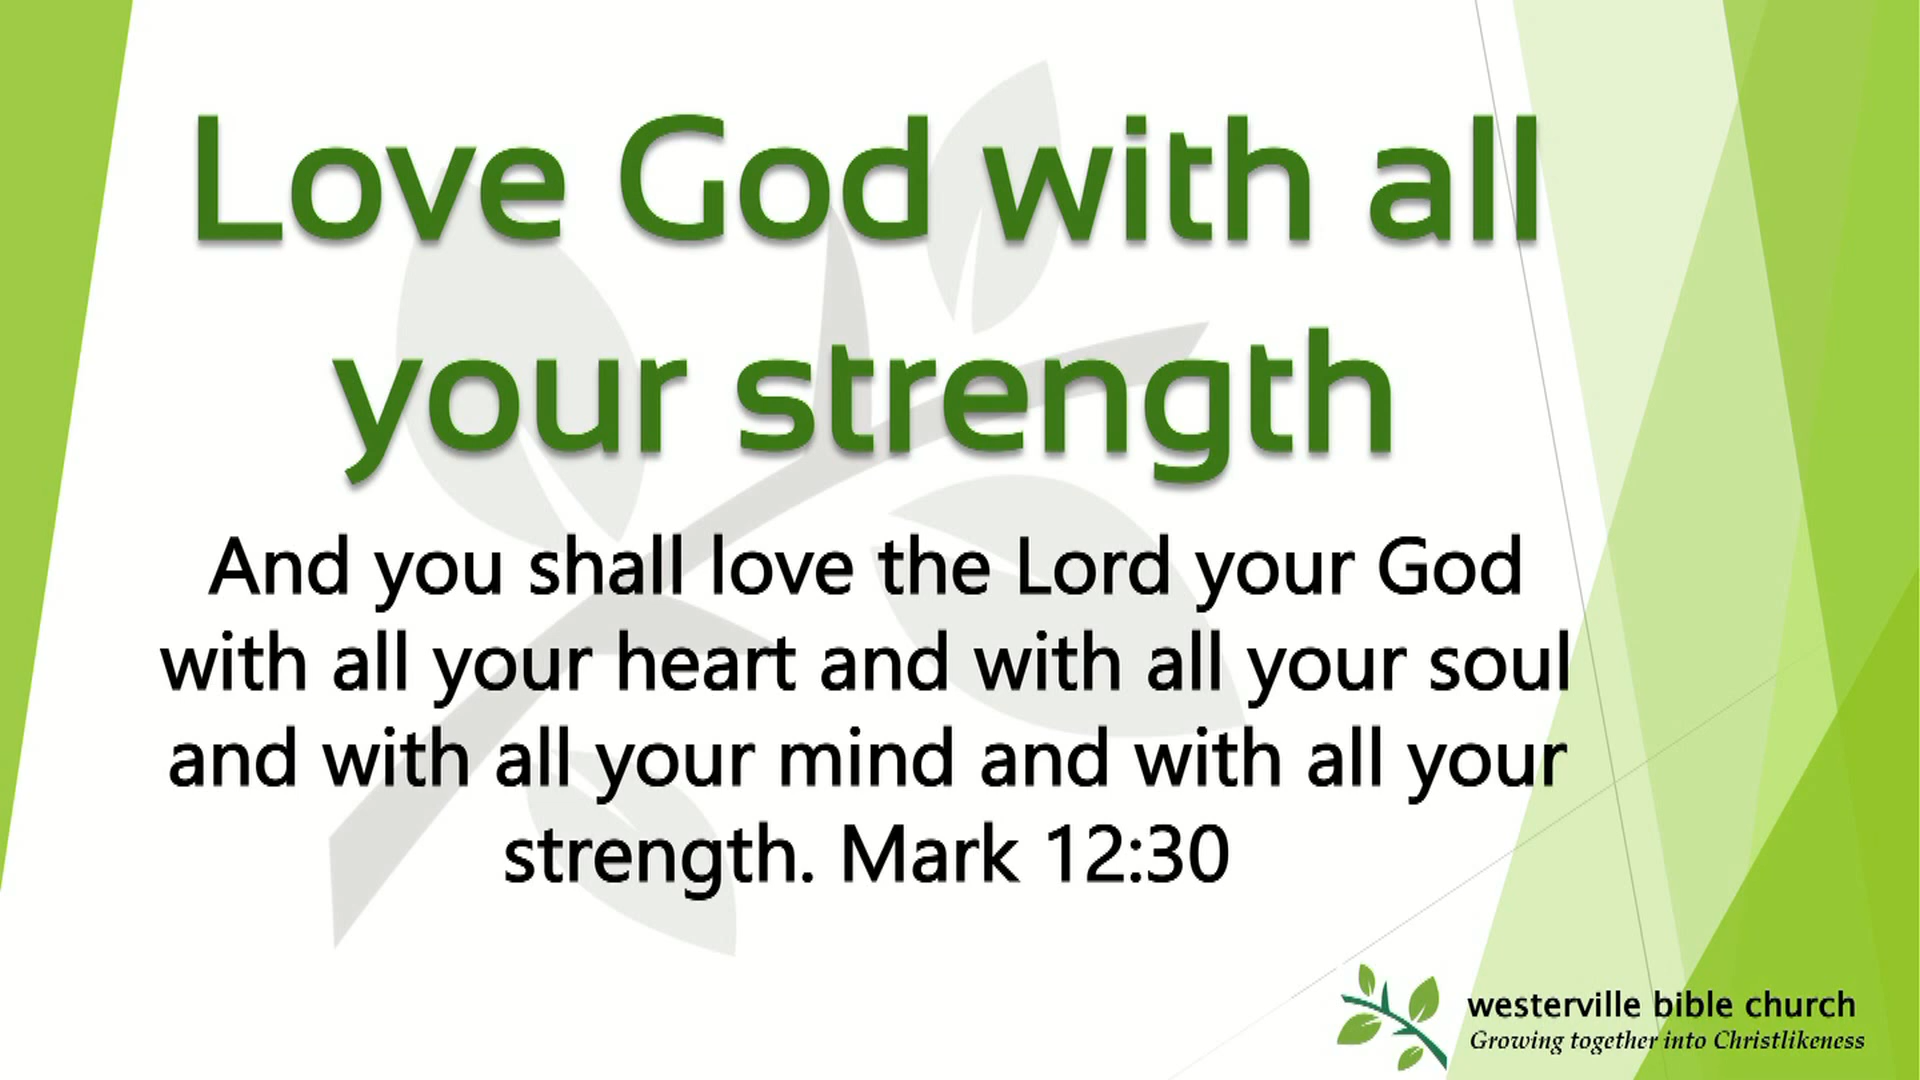 Love God with all
your strength
And you shall love the Lord your God
with all your heart and with all your soul
and with all your mind and with all your
strength. Mark 12:30
westerville bible church
Growing together into Christlikeness